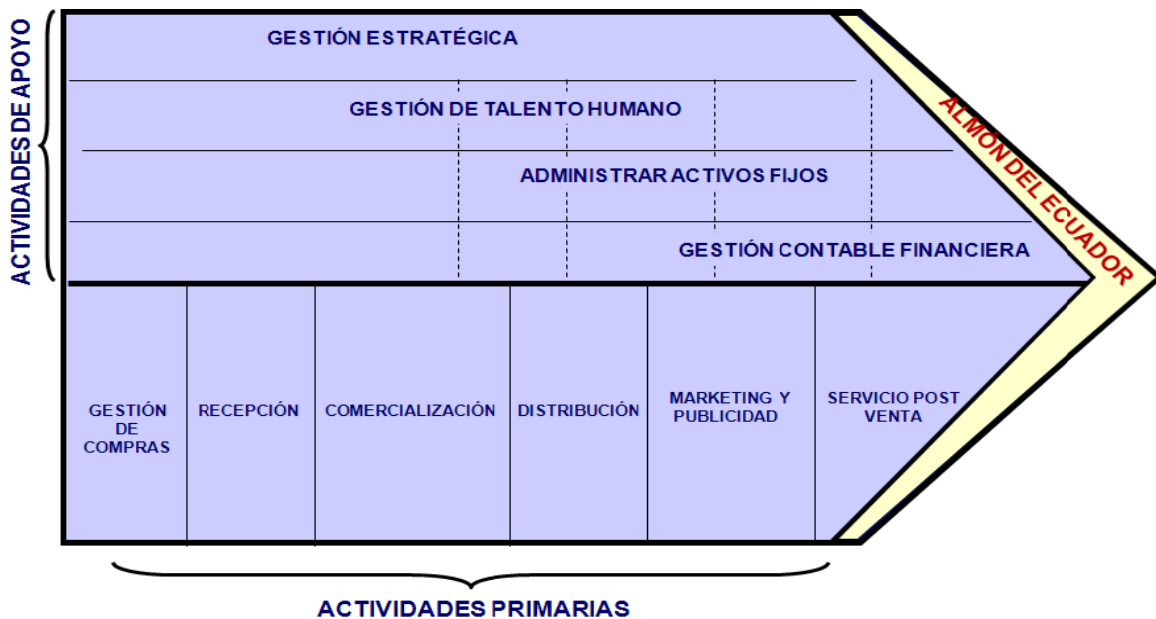 ACTIVIDADES DE APOYO
GESTIÓN ESTRATÉGICA
GESTIÓN DE TALENTO HUMANO
ADMINISTRAR ACTIVOS FIJOS
GESTIÓN CONTABLE FINANCIERA
ALMÓN DEL ECUADOR
GESTIÓN
DE
COMPRAS
RECEPCIÓN
COMERCIALIZACIÓN
DISTRIBUCIÓN
MARKETING Y
PUBLICIDAD
SERVICIO POST
VENTA
ACTIVIDADES PRIMARIAS